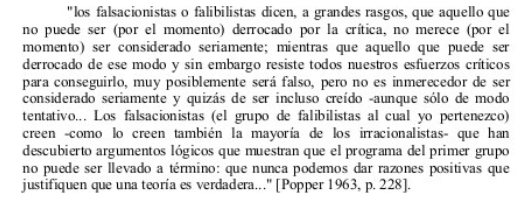 "los falsacionistas o falibilistas dicen, a grandes rasgos, que aquello que
no puede ser (por el momento) derrocado por la crítica, no merece (por el
momento) ser considerado seriamente; mientras que aquello que puede ser
derrocado de ese modo y sin embargo resiste todos nuestros esfuerzos críticos
para conseguirlo, muy posiblemente será falso, pero no es inmerecedor de ser
considerado seriamente y quizás de ser incluso creído -aunque sólo de modo
tentativo... Los falsacionistas (el grupo de falibilistas al cual yo pertenezco)
creen -como lo creen también la mayoría de los irracionalistas- que han
descubierto argumentos lógicos que muestran que el programa del primer grupo
no puede ser llevado a término: que nunca podemos dar razones positivas que
justifiquen que una teoría es verdadera..." [Popper 1963, p. 228].